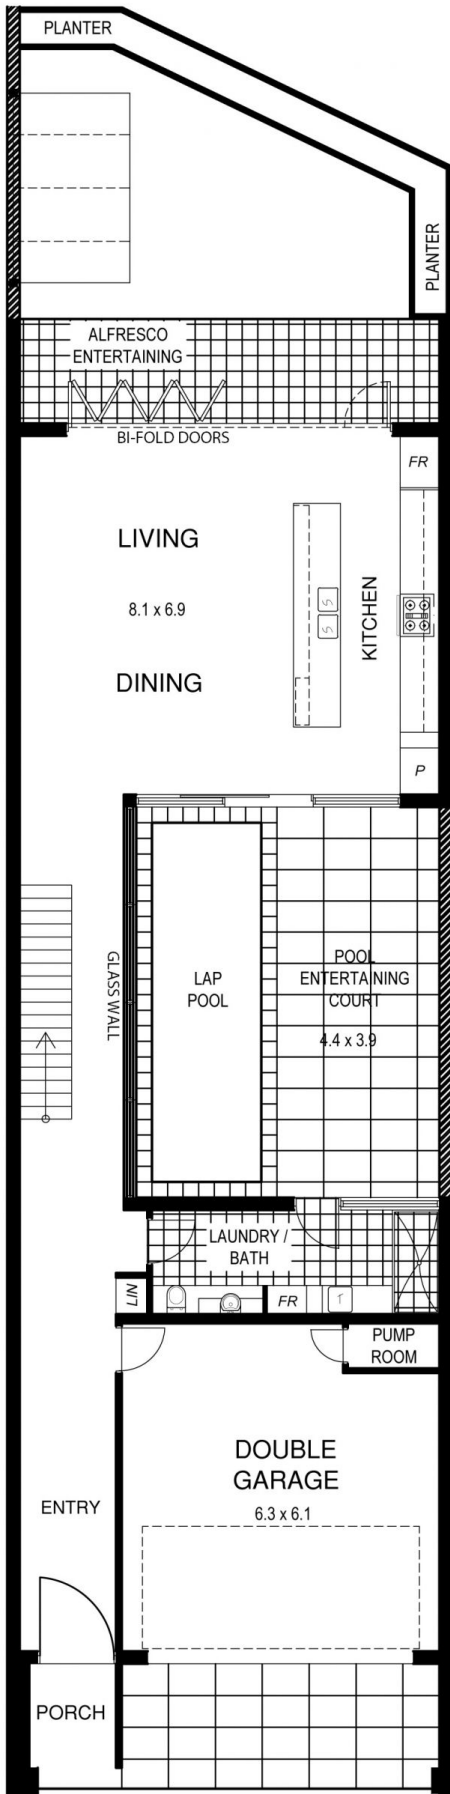 PLANTER
PLANTER
ALFRESCO
ENTERTAINING
BI-FOLD DOORS
FR
LIVING
8.1 x 6.9
DINING
KITCHEN
P
GLASS WALL
LAP
POOL
POOL
ENTERTAINING
COURT
4.4 x 3.9
LAUNDRY /
BATH
LIN
FR
T
PUMP
ROOM
DOUBLE
GARAGE
6.3 x 6.1
ENTRY
PORCH